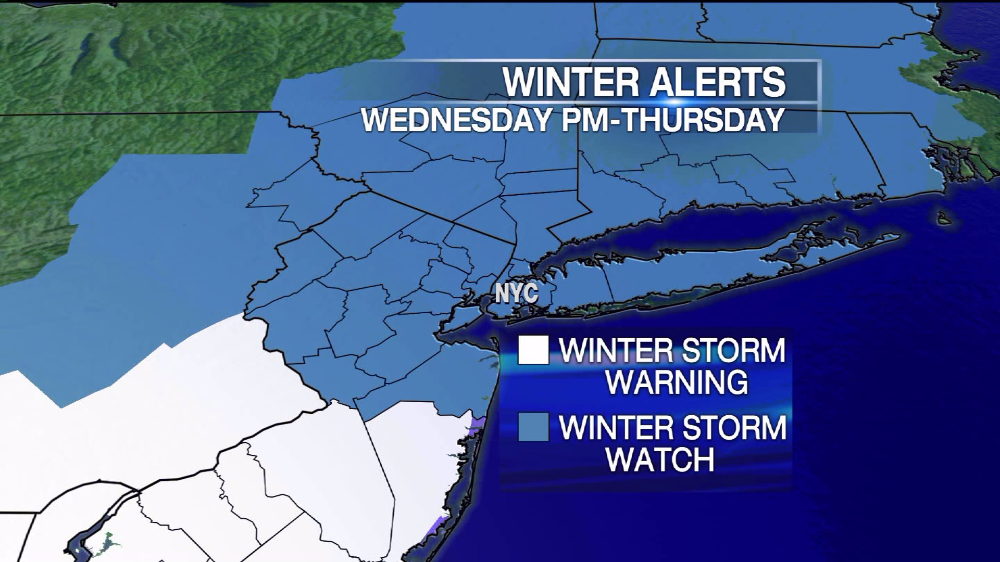 WINTER ALERTS
WEDNESDAY PM-THURSDAY
NYC
WINTER STORM
WARNING
WINTER STORM
WATCH